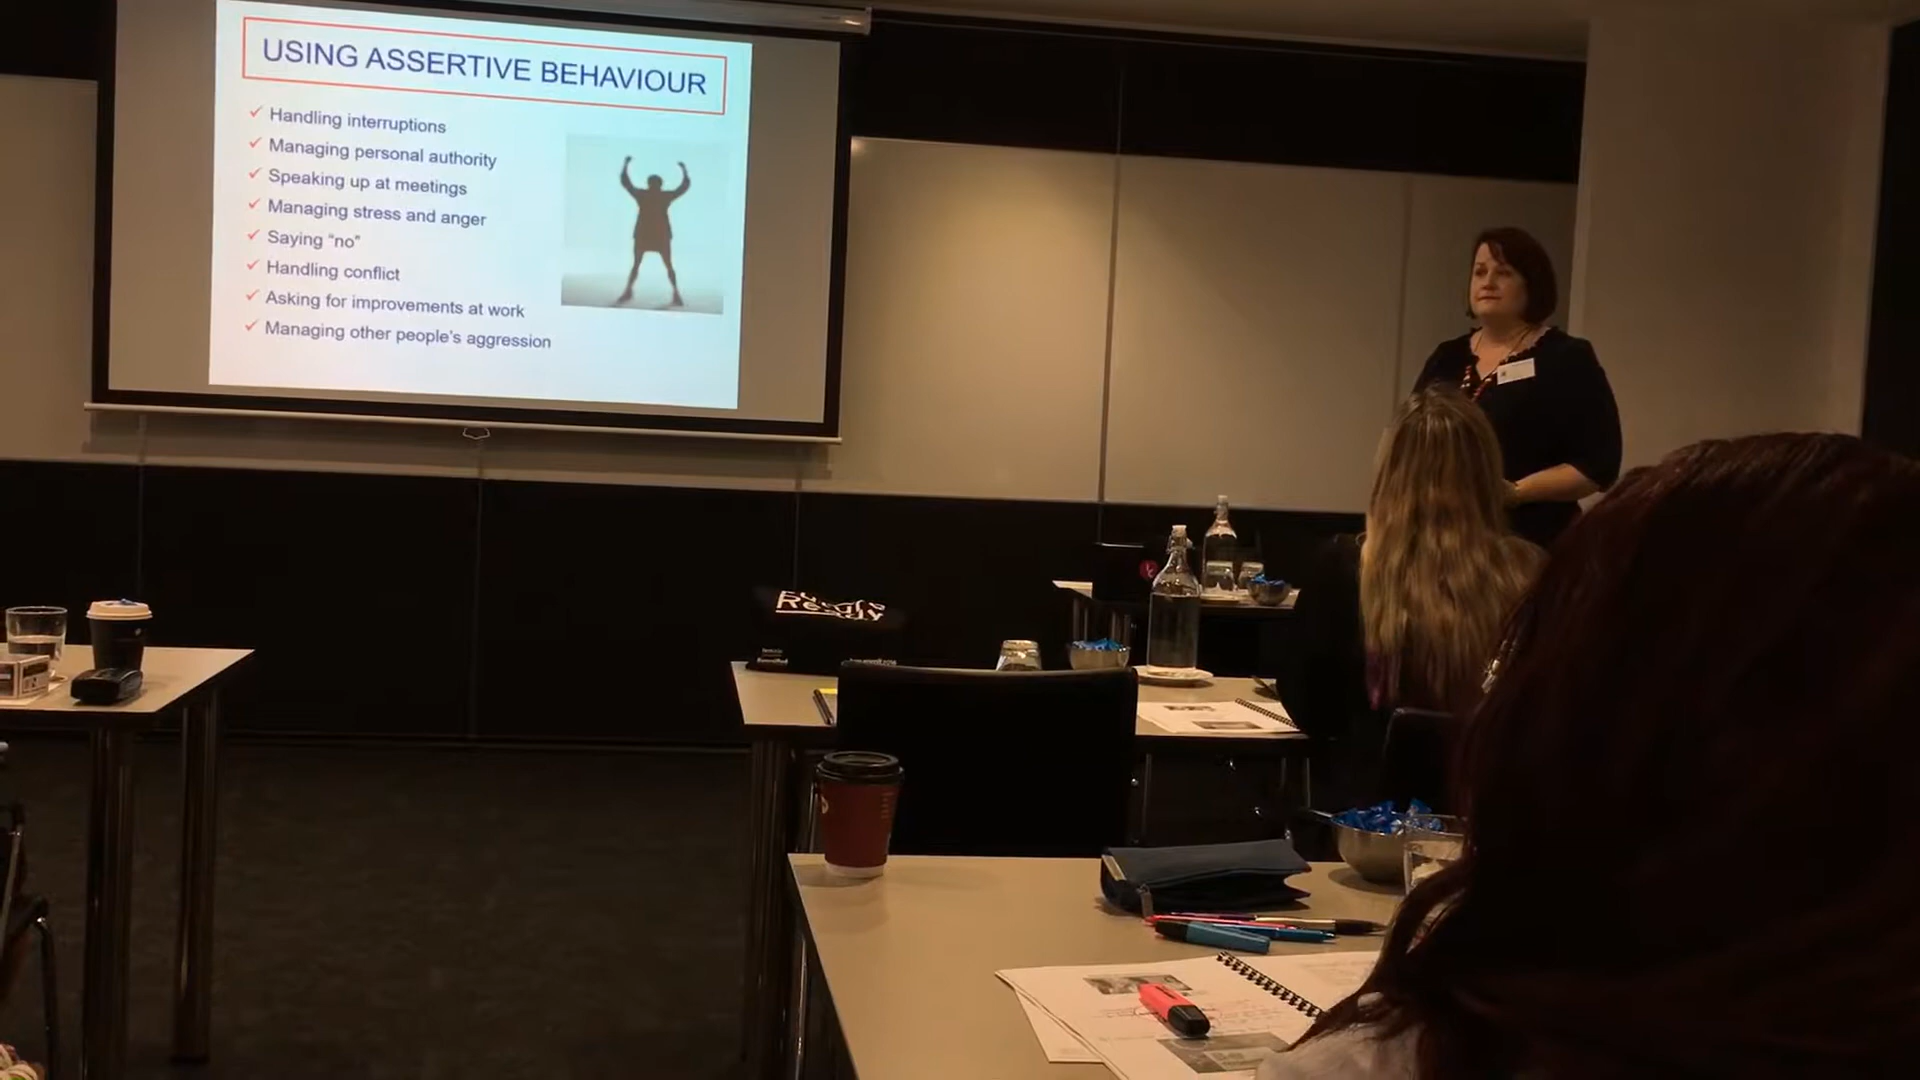 USING ASSERTIVE BEHAVIOUR
Handling interruptions
Managing personal authority
Speaking up at meetings
Managing stress and anger
Saying “no”
Handling conflict
Asking for improvements at work
Managing other people's aggression
Ready